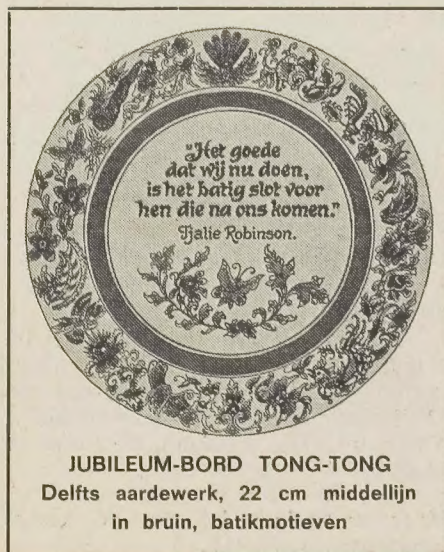 "Het goede
dat wij nu doen,
is het batig slot voor
hen die na ons komen."
Tjalie Robinson.
JUBILEUM-BORD TONG-TONG
Delfts aardewerk, 22 cm middellijn
in bruin, batikmotieven